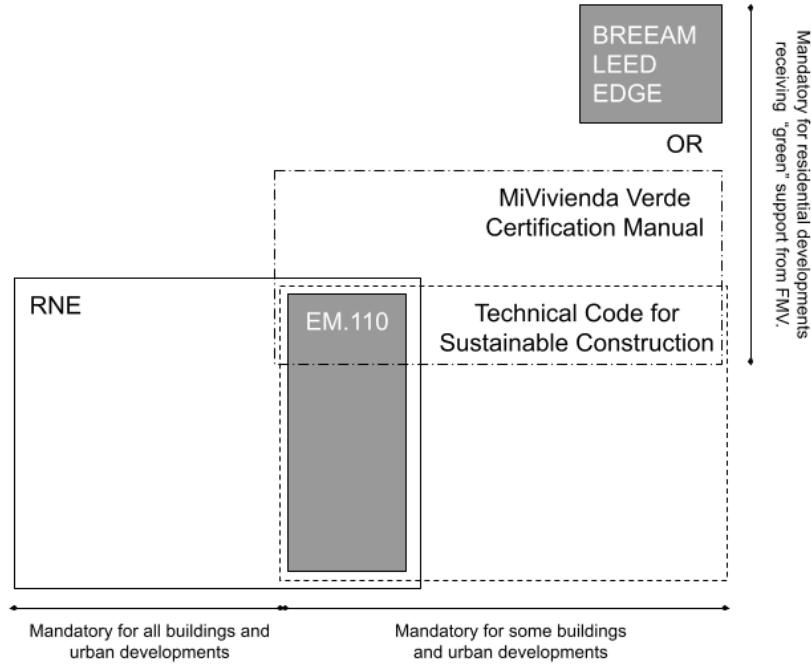 BREEAM
LEED
EDGE
OR
MiVivienda Verde
Certification Manual
RNE
EM.110
Technical Code for
Sustainable Construction
Mandatory for residential developments
receiving “green” support from FMV.
Mandatory for all buildings and
urban developments
Mandatory for some buildings
and urban developments